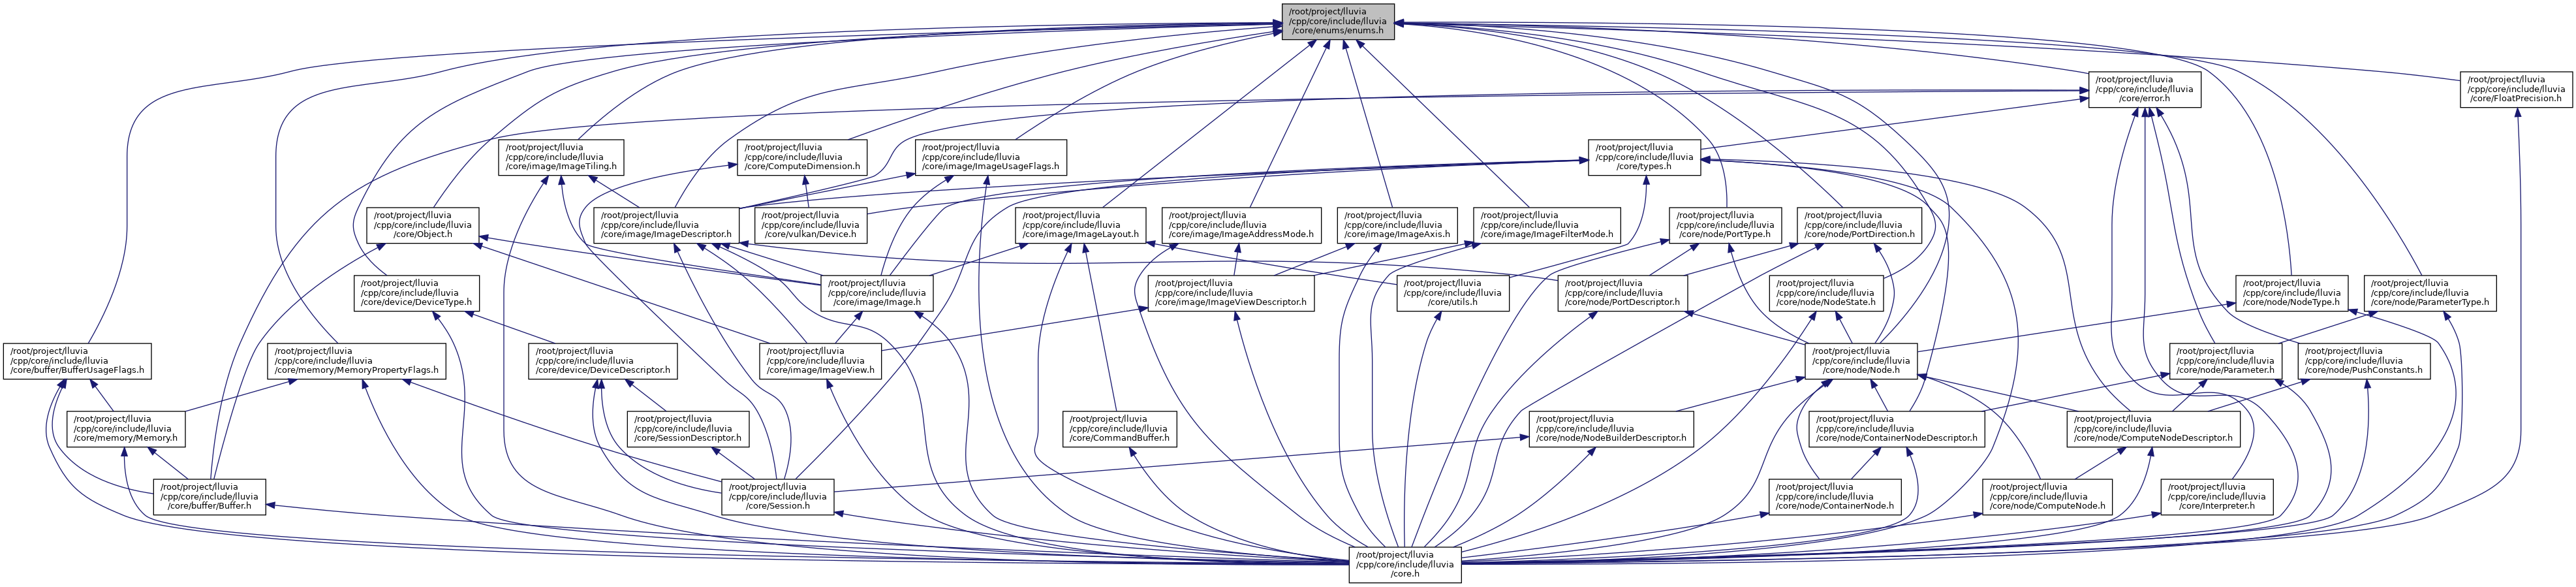 /root/project/lluvia
/cpp/core/include/lluvia
/core/enums/enums.h
/root/project/lluvia
/cpp/core/include/lluvia
/core/error.h
/root/project/lluvia
/cpp/core/include/lluvia
/core/FloatPrecision.h
/root/project/lluvia
/cpp/core/include/lluvia
/core/image/ImageTiling.h
/root/project/lluvia
/cpp/core/include/lluvia
/core/ComputeDimension.h
/root/project/lluvia
/cpp/core/include/lluvia
/core/image/ImageUsageFlags.h
/root/project/lluvia
/cpp/core/include/lluvia
/core/types.h
/root/project/lluvia
/cpp/core/include/lluvia
/core/Object.h
/root/project/lluvia
/cpp/core/include/lluvia
/core/image/ImageDescriptor.h
/root/project/lluvia
/cpp/core/include/lluvia
/core/vulkan/Device.h
/root/project/lluvia
/cpp/core/include/lluvia
/core/image/ImageLayout.h
/root/project/lluvia
/cpp/core/include/lluvia
/core/image/ImageAddressMode.h
/root/project/lluvia
/cpp/core/include/lluvia
/core/image/ImageAxis.h
/root/project/lluvia
/cpp/core/include/lluvia
/core/image/ImageFilterMode.h
/root/project/lluvia
/cpp/core/include/lluvia
/core/node/PortType.h
/root/project/lluvia
/cpp/core/include/lluvia
/core/node/PortDirection.h
/root/project/lluvia
/cpp/core/include/lluvia
/core/device/DeviceType.h
/root/project/lluvia
/cpp/core/include/lluvia
/core/image/Image.h
/root/project/lluvia
/cpp/core/include/lluvia
/core/image/ImageViewDescriptor.h
/root/project/lluvia
/cpp/core/include/lluvia
/core/utils.h
/root/project/lluvia
/cpp/core/include/lluvia
/core/node/PortDescriptor.h
/root/project/lluvia
/cpp/core/include/lluvia
/core/node/NodeState.h
/root/project/lluvia
/cpp/core/include/lluvia
/core/node/NodeType.h
/root/project/lluvia
/cpp/core/include/lluvia
/core/node/ParameterType.h
/root/project/lluvia
/cpp/core/include/lluvia
/core/buffer/BufferUsageFlags.h
/root/project/lluvia
/cpp/core/include/lluvia
/core/memory/MemoryPropertyFlags.h
/root/project/lluvia
/cpp/core/include/lluvia
/core/device/DeviceDescriptor.h
/root/project/lluvia
/cpp/core/include/lluvia
/core/image/ImageView.h
/root/project/lluvia
/cpp/core/include/lluvia
/core/node/Node.h
/root/project/lluvia
/cpp/core/include/lluvia
/core/node/Parameter.h
/root/project/lluvia
/cpp/core/include/lluvia
/core/node/PushConstants.h
/root/project/lluvia
/cpp/core/include/lluvia
/core/memory/Memory.h
/root/project/lluvia
/cpp/core/include/lluvia
/core/SessionDescriptor.h
/root/project/lluvia
/cpp/core/include/lluvia
/core/CommandBuffer.h
/root/project/lluvia
/cpp/core/include/lluvia
/core/node/NodeBuilderDescriptor.h
/root/project/lluvia
/cpp/core/include/lluvia
/core/node/ContainerNodeDescriptor.h
/root/project/lluvia
/cpp/core/include/lluvia
/core/node/ComputeNodeDescriptor.h
/root/project/lluvia
/cpp/core/include/lluvia
/core/buffer/Buffer.h
/root/project/lluvia
/cpp/core/include/lluvia
/core/Session.h
/root/project/lluvia
/cpp/core/include/lluvia
/core/node/ContainerNode.h
/root/project/lluvia
/cpp/core/include/lluvia
/core/node/ComputeNode.h
/root/project/lluvia
/cpp/core/include/lluvia
/core/Interpreter.h
/root/project/lluvia
/cpp/core/include/lluvia
/core.h